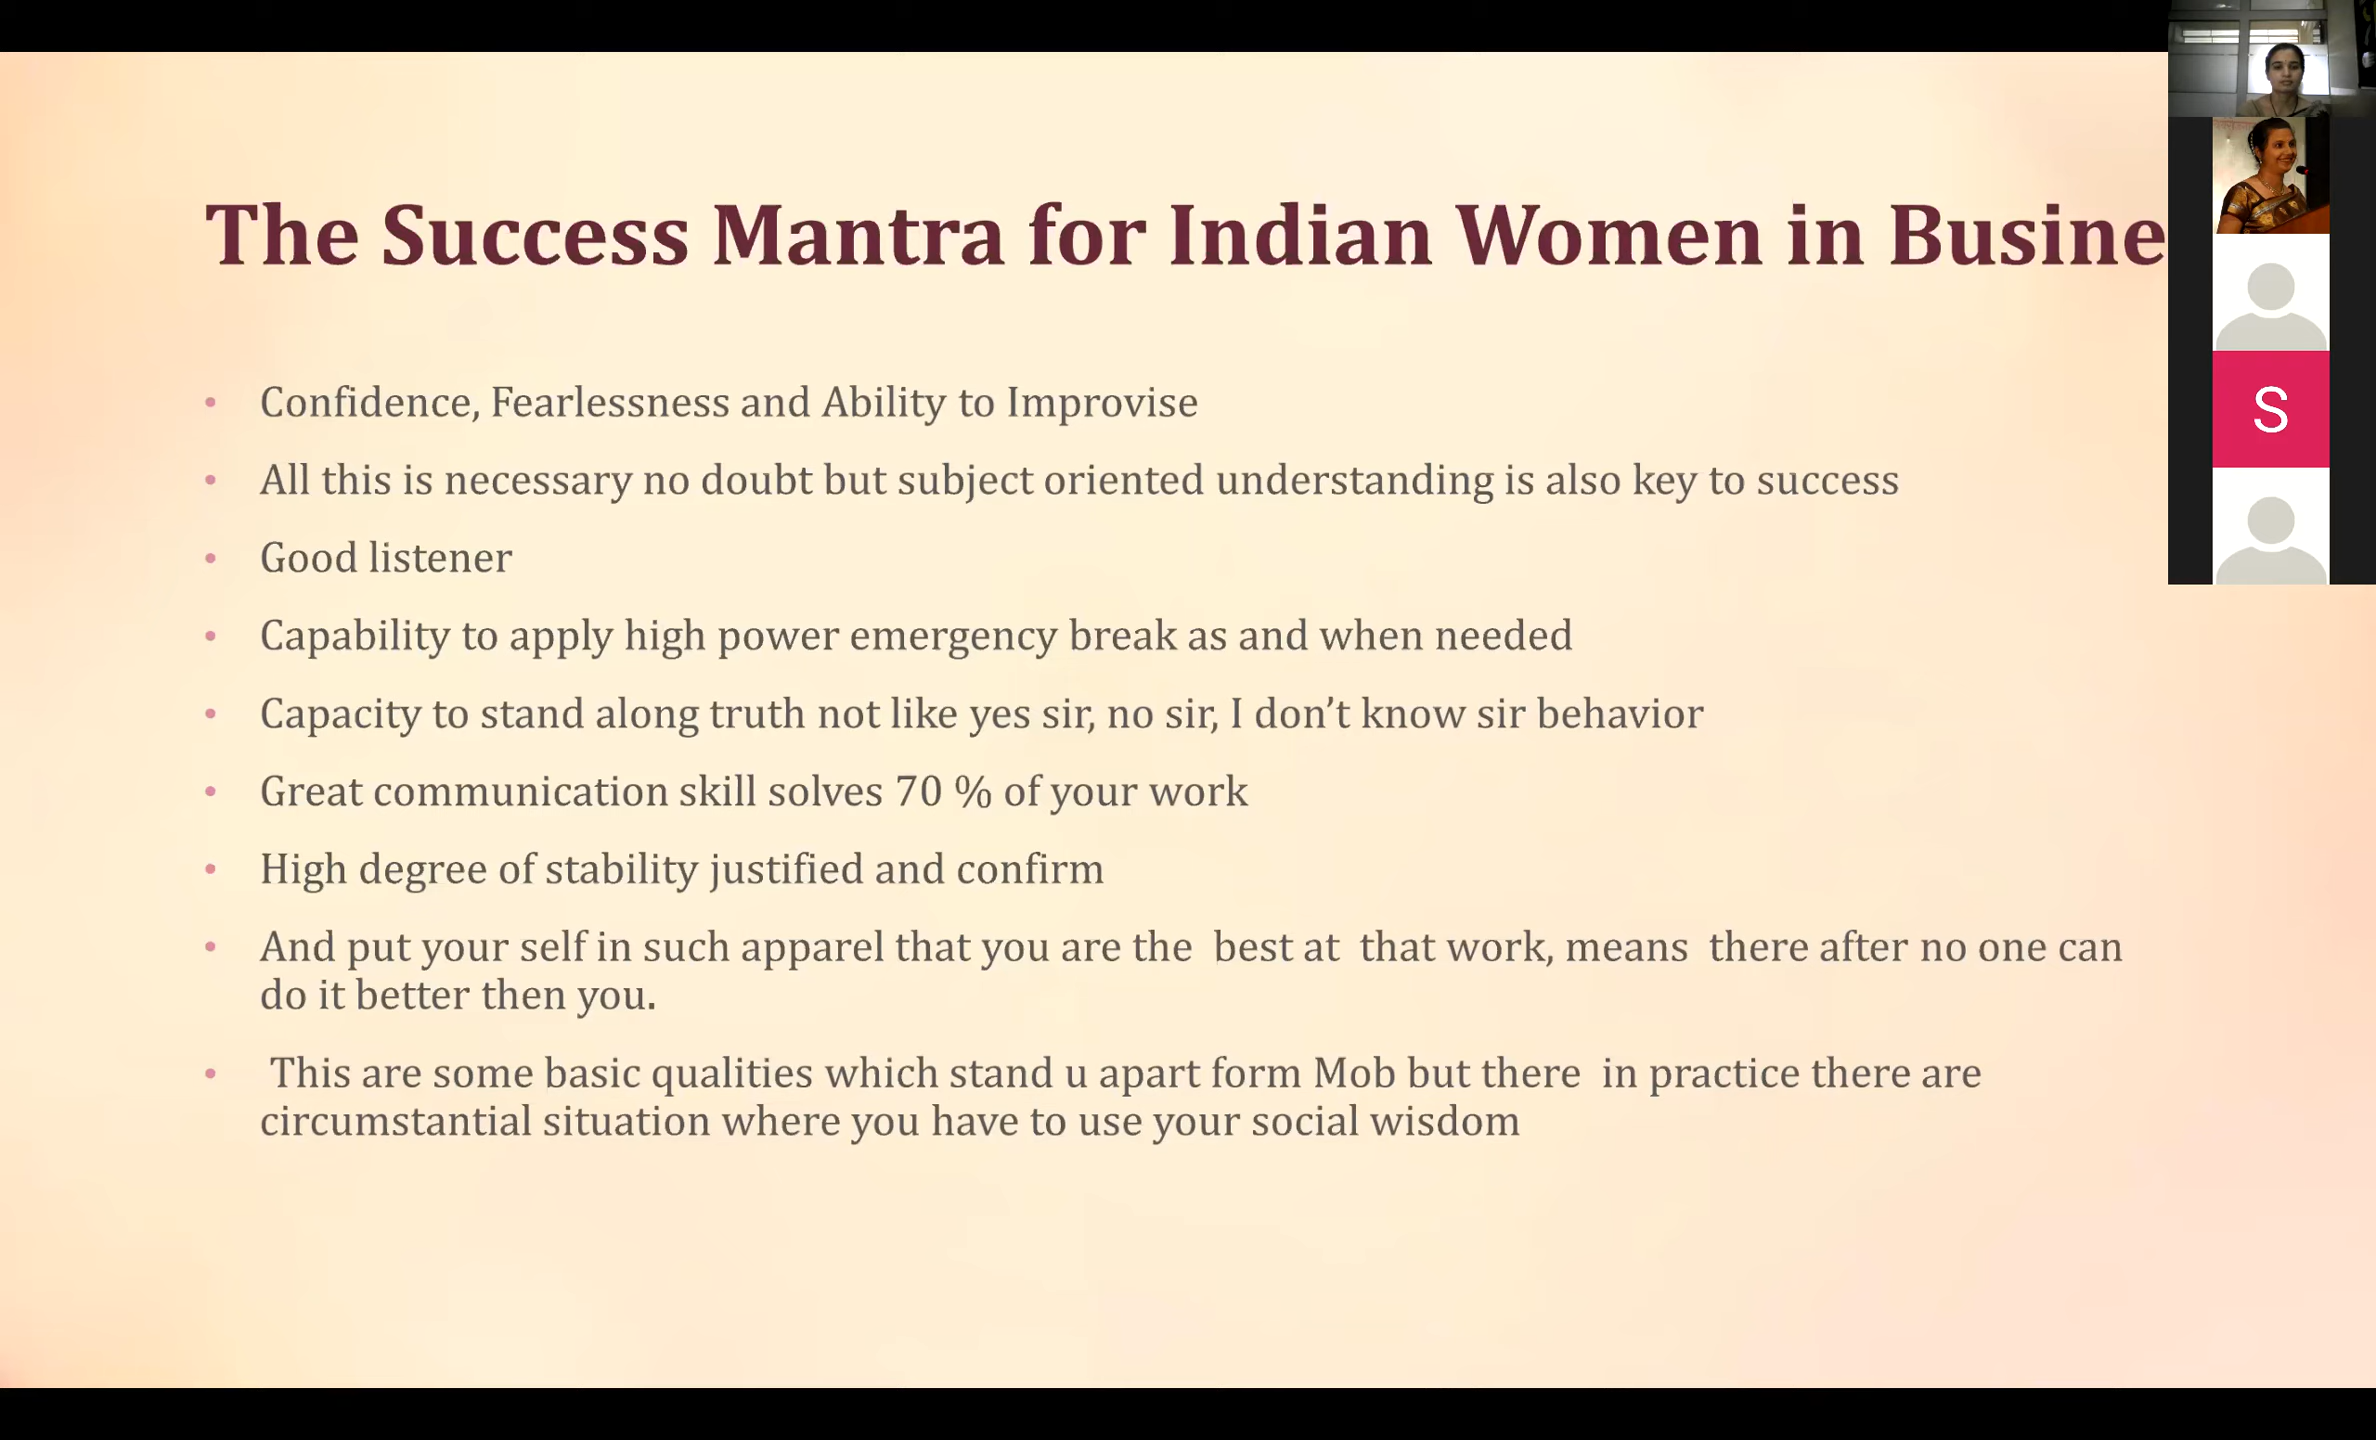 The Success Mantra for Indian Women in Busine
• Confidence, Fearlessness and Ability to Improvise
• All this is necessary no doubt but subject oriented understanding is also key to success
• Good listener
• Capability to apply high power emergency break as and when needed
• Capacity to stand along truth not like yes sir, no sir, I don’t know sir behavior
• Great communication skill solves 70 % of your work
• High degree of stability justified and confirm
• And put your self in such apparel that you are the  best at  that work, means  there after no one can
do it better then you.
•  This are some basic qualities which stand u apart form Mob but there  in practice there are
circumstantial situation where you have to use your social wisdom
S